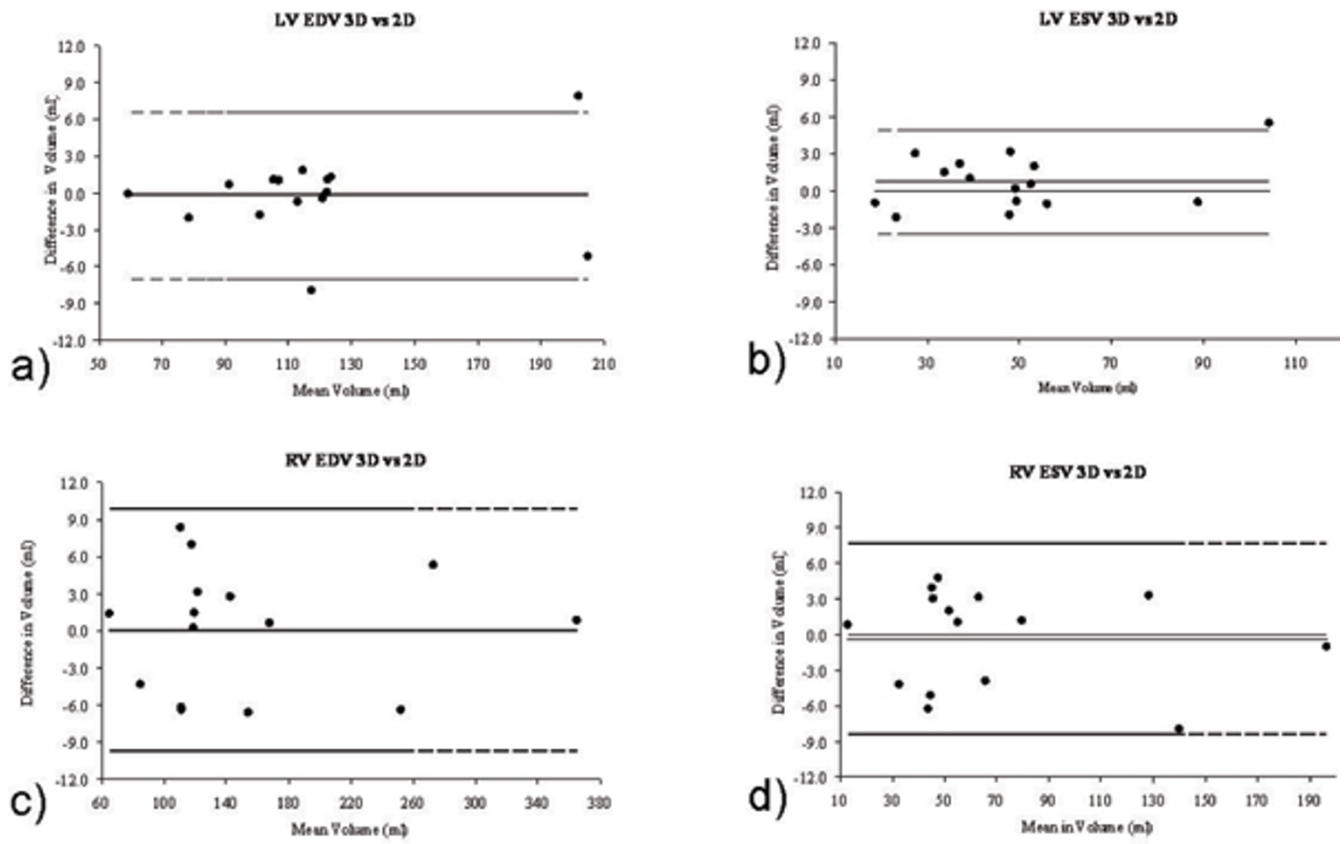 LV EDV 3D vs 2D
12.0
9.0
6.0
3.0
0.0
-3.0
-6.0
-9.0
-12.0
Difference in Volume (ml)
50 70 90 110 130 150 170 190 210
Mean Volume (ml)
a)
LV ESV 3D vs 2D
12.0
9.0
6.0
3.0
0.0
-3.0
-6.0
-9.0
-12.0
Difference in Volume (ml)
10 30 50 70 90 110
Mean Volume (ml)
b)
RV EDV 3D vs 2D
12.0
9.0
6.0
3.0
0.0
-3.0
-6.0
-9.0
-12.0
Difference in Volume (ml)
60 100 140 180 220 260 300 340 380
Mean Volume (ml)
c)
RV ESV 3D vs 2D
12.0
9.0
6.0
3.0
0.0
-3.0
-6.0
-9.0
-12.0
Difference in Volume (ml)
10 30 50 70 90 110 130 150 170 190
Mean in Volume (ml)
d)